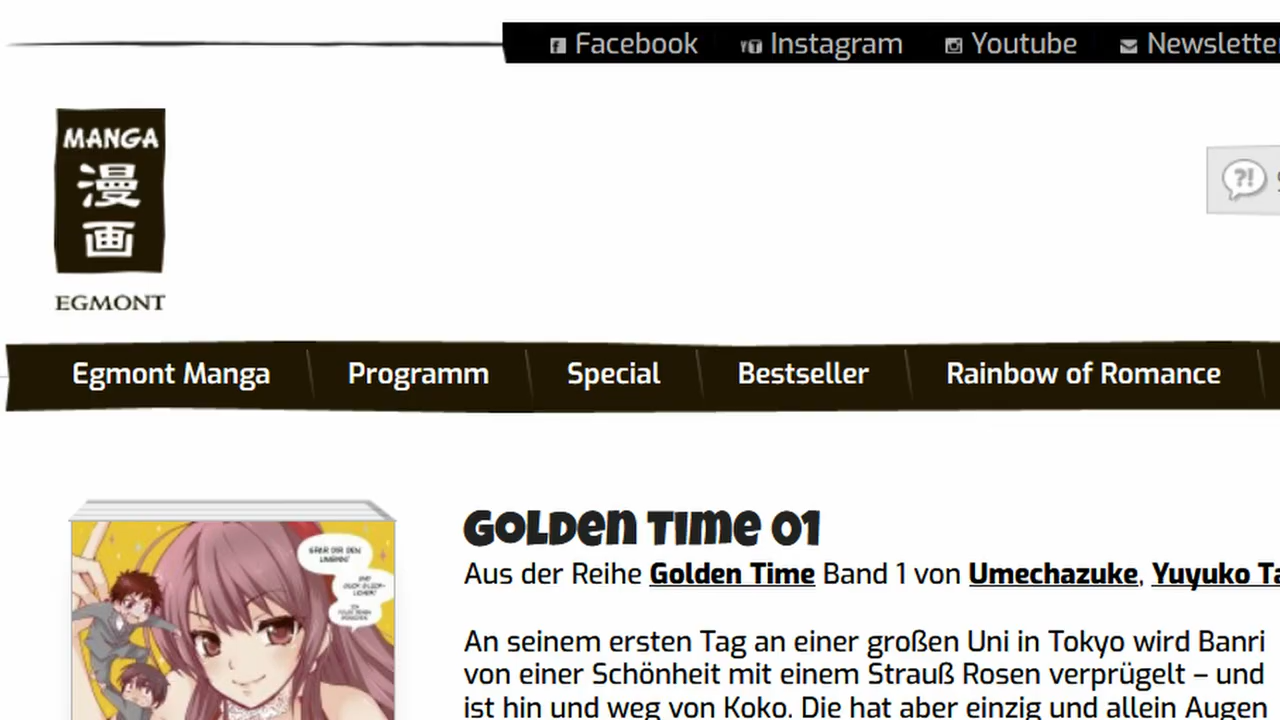 Facebook Instagram Youtube Newsletter
MANGA
漫
画
EGMONT
Egmont Manga Programm Special Bestseller Rainbow of Romance
Golden Time 01
Aus der Reihe Golden Time Band 1 von Umechazuke, Yuyuko Ta
An seinem ersten Tag an einer großen Uni in Tokyo wird Banri
von einer Schönheit mit einem Strauß Rosen verprügelt – und
ist hin und weg von Koko. Die hat aber einzig und allein Augen